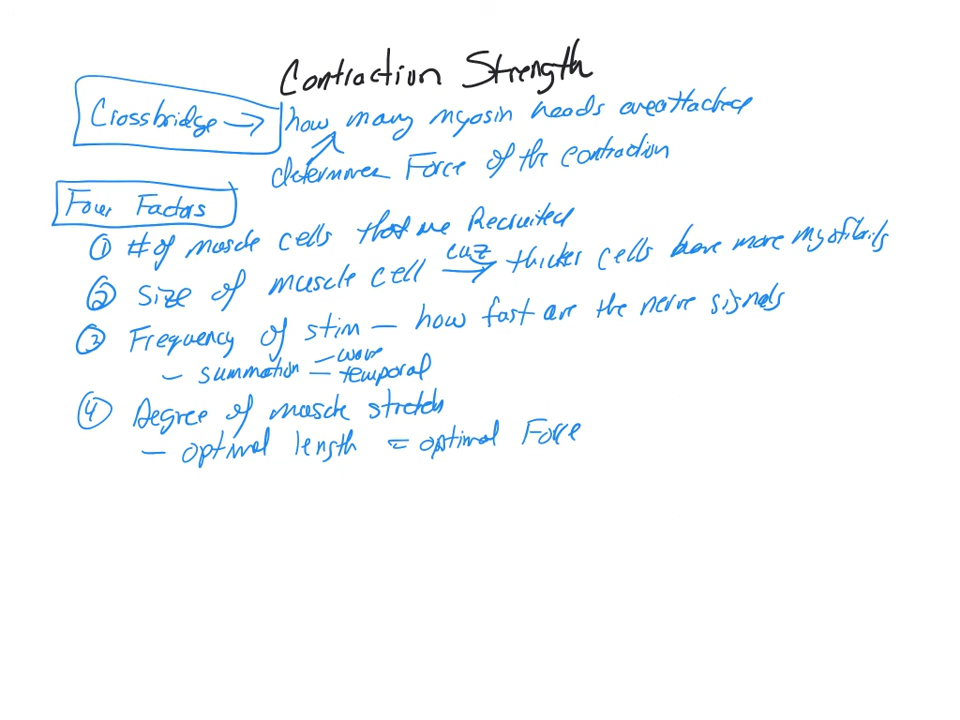 Contraction Strength
Crossbridge → how many myosin heads are attached
determines Force of the contraction
Four Factors
① # of muscle cells that are Recruited
② Size of muscle cell cuz → thicker cells have more myofibrils
③ Frequency of stim — how fast are the nerve signals
— summation = wave
temporal
④ Degree of muscle stretch
— optimal length = optimal Force